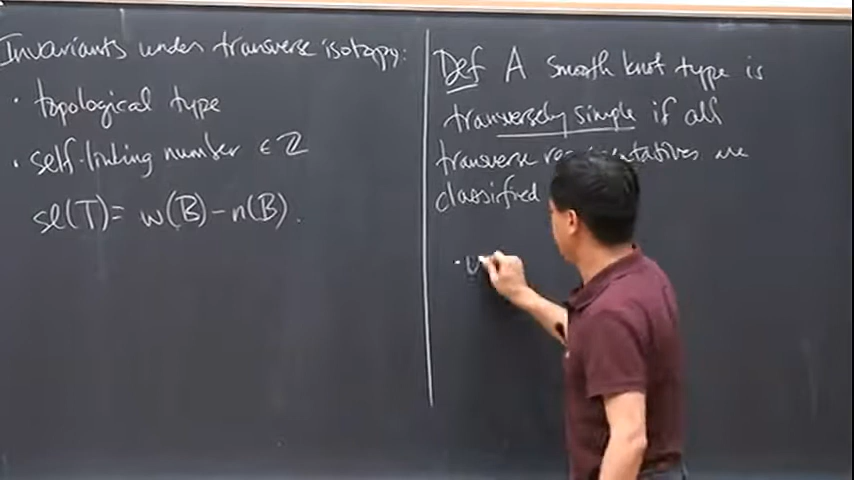 Invariants under transverse isotopy:
· topological type
· self-linking number ∈ ℤ
sl(T) = w(B) - n(B).
Def A smooth knot type is
transversely simple if all
transverse representatives are
classified
· u